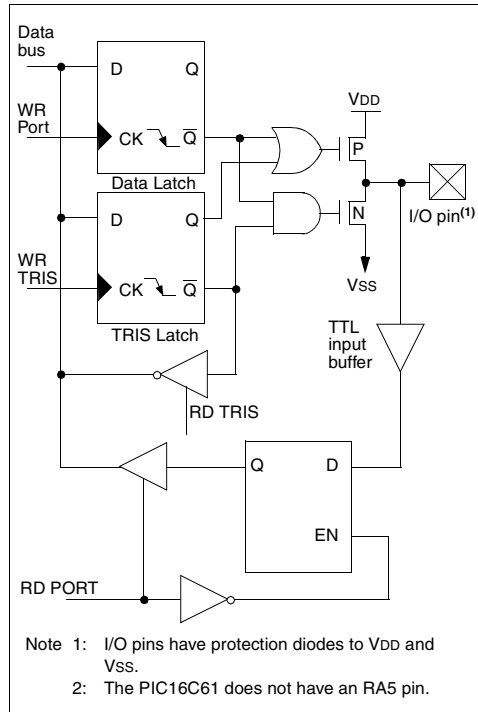 Data
bus
D Q
VDD
WR
Port
CK Q
P
Data Latch
I/O pin(1)
D Q
N
WR
TRIS
CK Q
VSS
TRIS Latch
TTL
input
buffer
RD TRIS
Q D
EN
RD PORT
Note 1: I/O pins have protection diodes to VDD and
VSS.
2: The PIC16C61 does not have an RA5 pin.